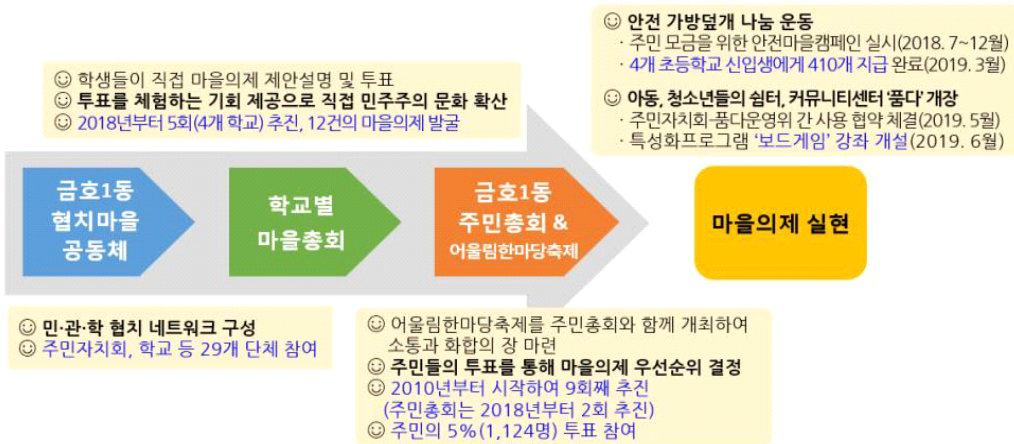 ☺ 학생들이 직접 마을의제 제안설명 및 투표
☺ 투표를 체험하는 기회 제공으로 직접 민주주의 문화 확산
☺ 2018년부터 5회(4개 학교) 추진, 12건의 마을의제 발굴
☺ 안전 가방덮개 나눔 운동
· 주민 모금을 위한 안전마을캠페인 실시(2018. 7~12월)
· 4개 초등학교 신입생에게 410개 지급 완료(2019. 3월)
☺ 아동, 청소년들의 쉼터, 커뮤니티센터 ‘품다’ 개장
· 주민자치회-품다운영위 간 사용 협약 체결(2019. 5월)
· 특성화프로그램 ‘보드게임’ 강좌 개설(2019. 6월)
금호1동
협치마을
공동체
학교별
마을총회
금호1동
주민총회 &
어울림한마당축제
마을의제 실현
☺ 민·관·학 협치 네트워크 구성
☺ 주민자치회, 학교 등 29개 단체 참여
☺ 어울림한마당축제를 주민총회와 함께 개최하여
소통과 화합의 장 마련
☺ 주민들의 투표를 통해 마을의제 우선순위 결정
☺ 2010년부터 시작하여 9회째 추진
(주민총회는 2018년부터 2회 추진)
☺ 주민의 5%(1,124명) 투표 참여